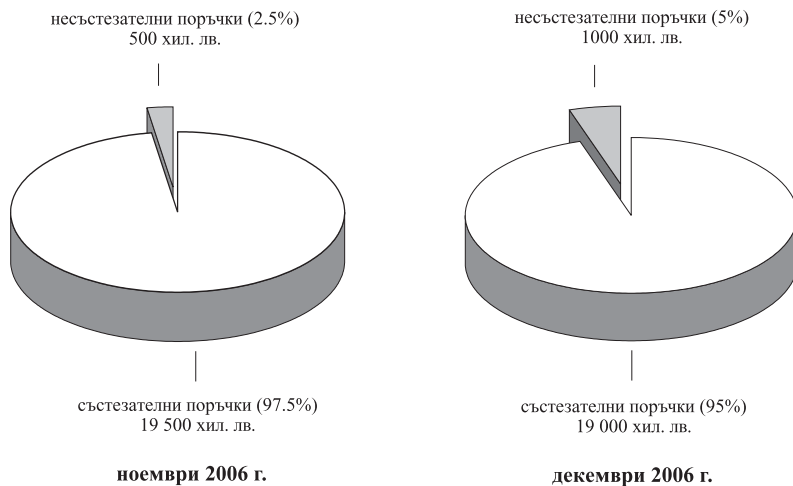 несъстезателни поръчки (2.5%)
500 хил. лв.
състезателни поръчки (97.5%)
19 500 хил. лв.
ноември 2006 г.
несъстезателни поръчки (5%)
1000 хил. лв.
състезателни поръчки (95%)
19 000 хил. лв.
декември 2006 г.